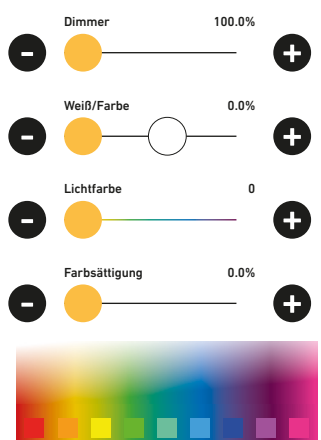 Dimmer 100.0%
- +
Weiß/Farbe 0.0%
- +
Lichtfarbe 0
- +
Farbsättigung 0.0%
- +